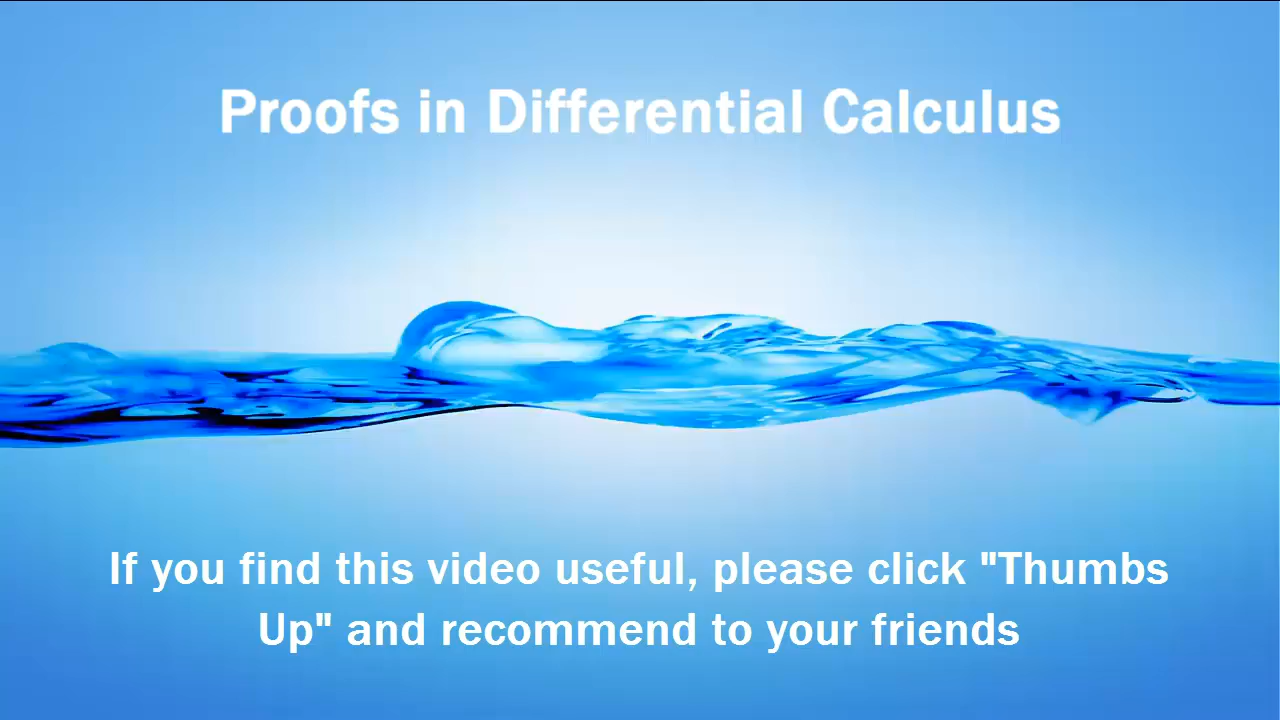 Proofs in Differential Calculus
If you find this video useful, please click "Thumbs
Up" and recommend to your friends